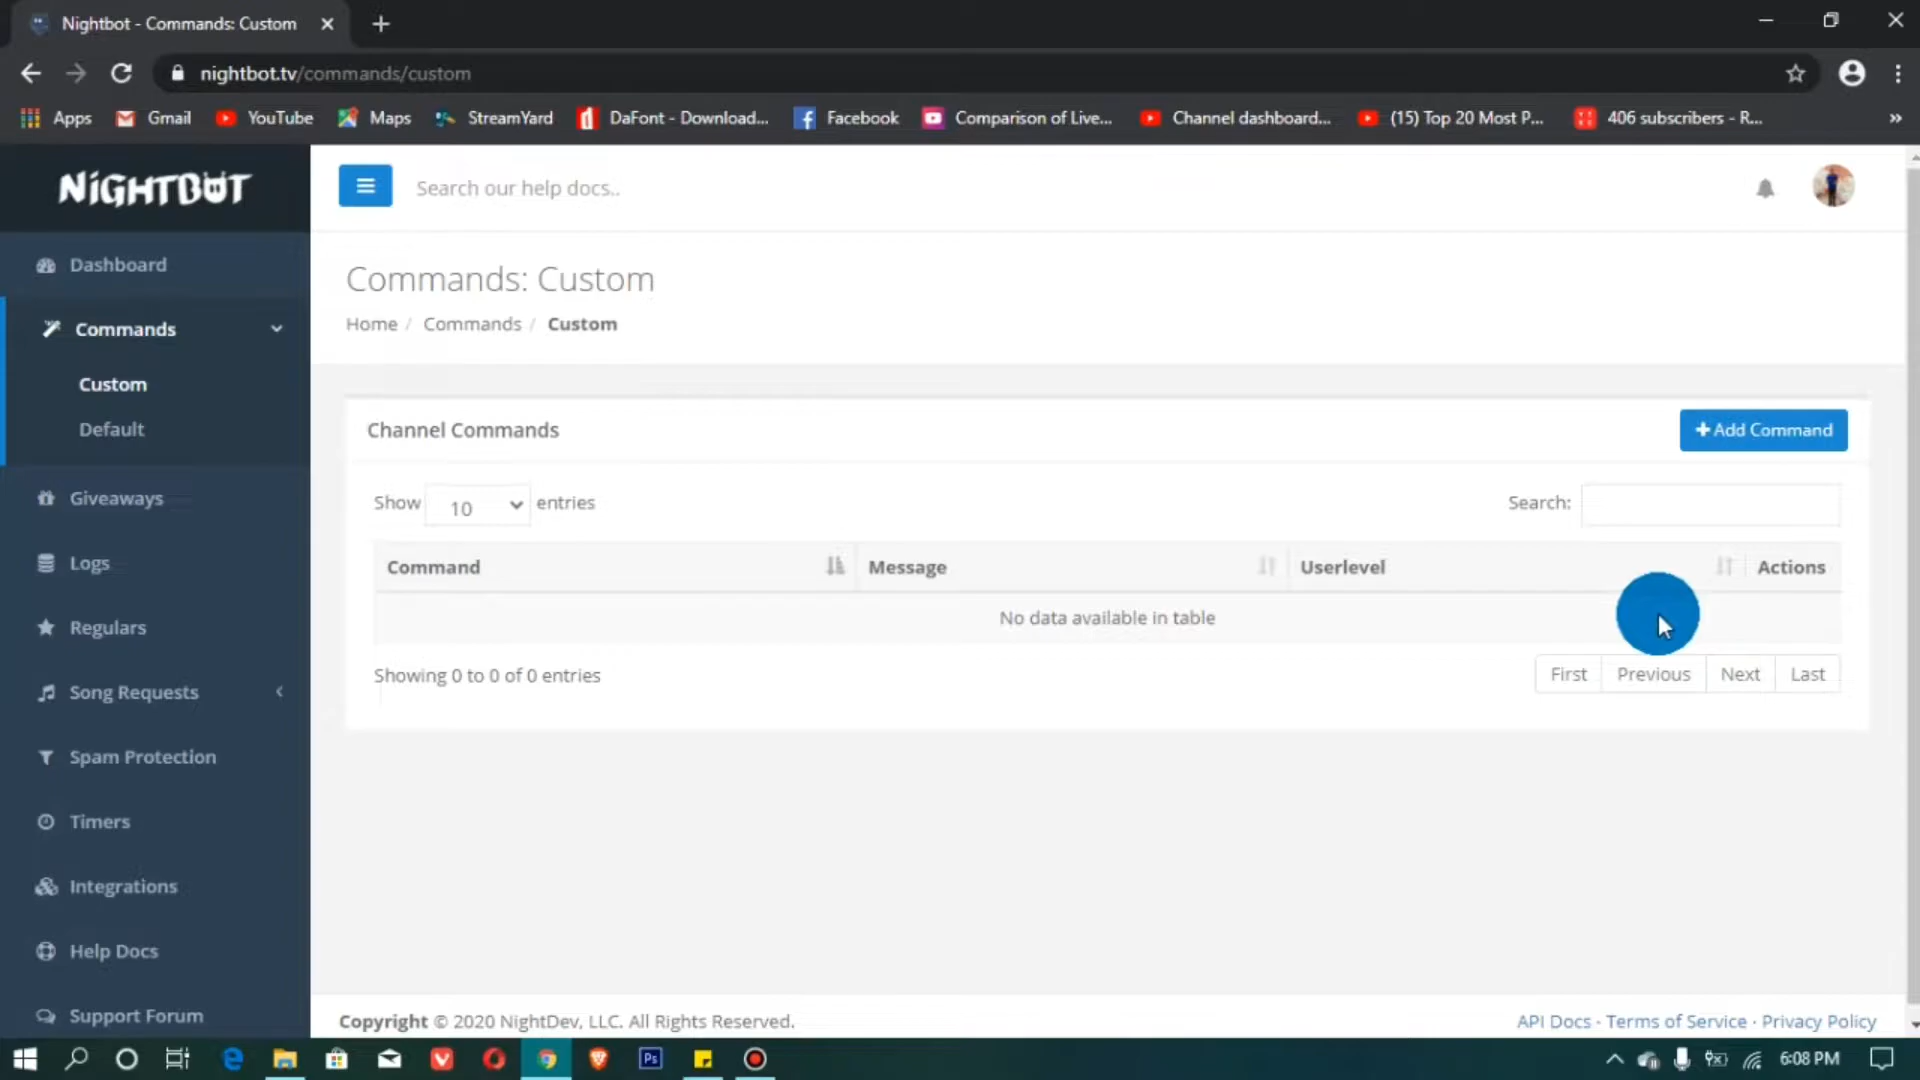 Nightbot - Commands: Custom
nightbot.tv/commands/custom
Apps Gmail YouTube Maps StreamYard DaFont - Download... Facebook Comparison of Live... Channel dashboard... (15) Top 20 Most P... 406 subscribers - R... »
NiGHTBOT
Search our help docs..
Dashboard
Commands
Custom
Default
Giveaways
Logs
Regulars
Song Requests
Spam Protection
Timers
Integrations
Help Docs
Support Forum
Commands: Custom
Home / Commands / Custom
Channel Commands
+ Add Command
Show 10 entries
Search:
Command Message Userlevel Actions
No data available in table
Showing 0 to 0 of 0 entries
First Previous Next Last
Copyright © 2020 NightDev, LLC. All Rights Reserved.
API Docs · Terms of Service · Privacy Policy
Ps
6:08 PM